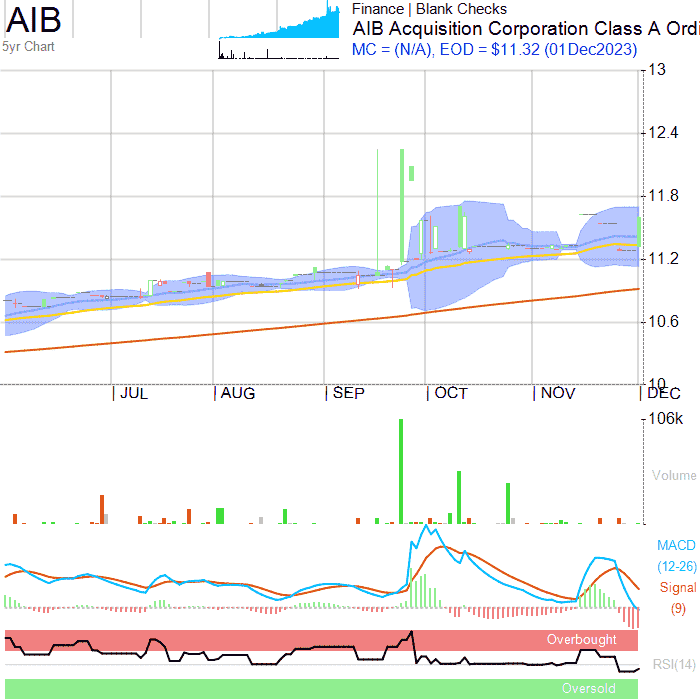 AIB
5yr Chart
Finance | Blank Checks
AIB Acquisition Corporation Class A Ordi
MC = (N/A), EOD = $11.32 (01Dec2023)
13
12.4
11.8
11.2
10.6
10
JUL AUG SEP OCT NOV DEC
106k
Volume
MACD
(12-26)
Signal
(9)
Overbought
RSI(14)
Oversold